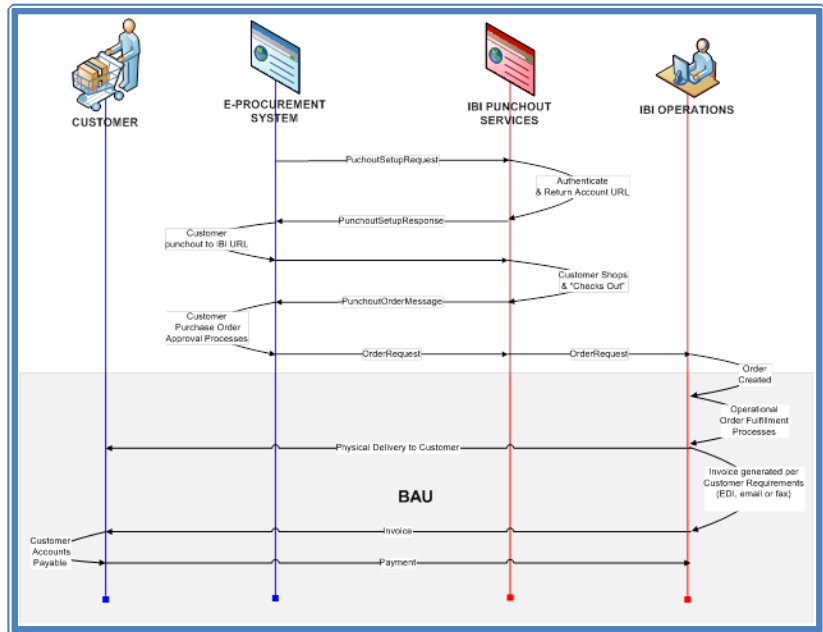 CUSTOMER
E-PROCUREMENT
SYSTEM
IBI PUNCHOUT
SERVICES
IBI OPERATIONS
PuchoutSetupRequest
Authenticate
& Return Account URL
PunchoutSetupResponse
Customer
punchout to IBI URL
Customer Shops
& "Checks Out"
PunchoutOrderMessage
Customer
Purchase Order
Approval Processes
OrderRequest
OrderRequest
Order
Created
Operational
Order Fulfillment
Processes
Physical Delivery to Customer
Invoice generated per
Customer Requirements
(EDI, email or fax)
BAU
Invoice
Customer
Accounts
Payable
Payment